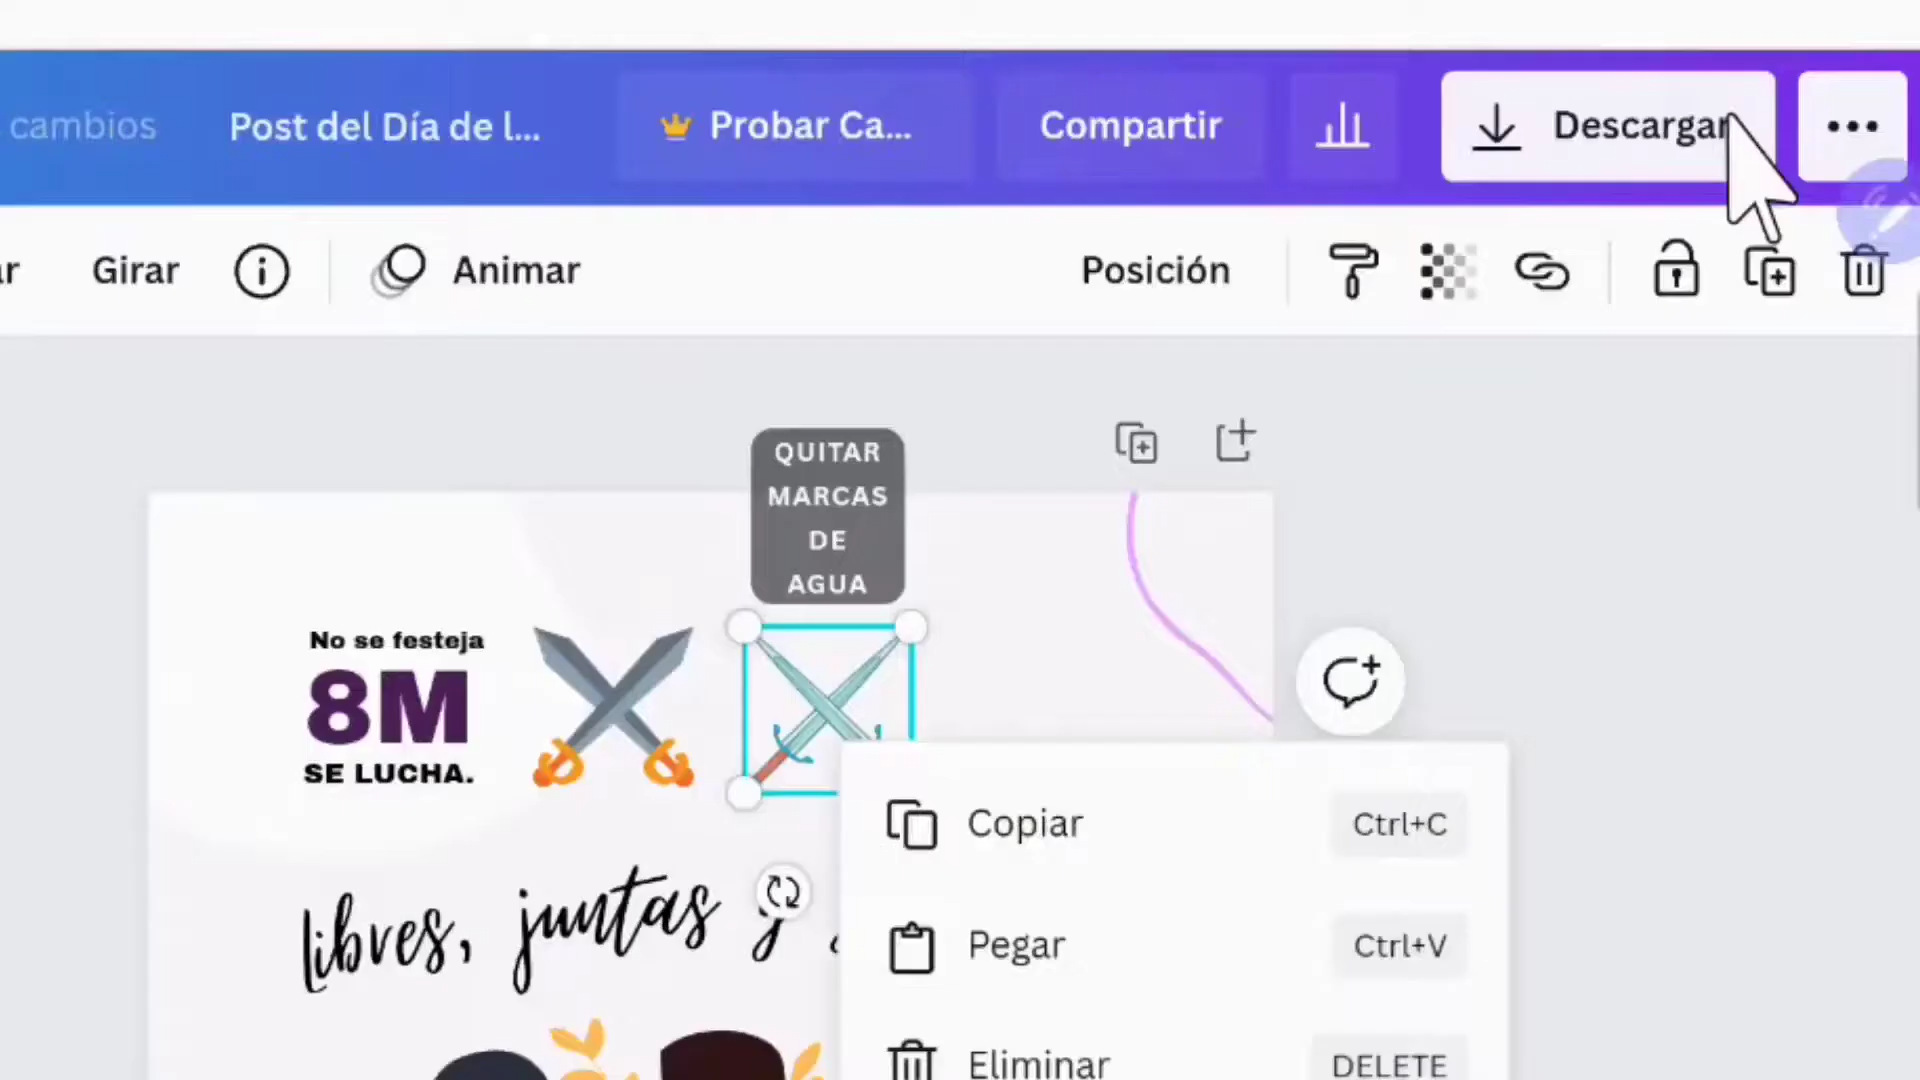 cambios
Post del Día de l...
Probar Ca...
Compartir
Descargar
ar
Girar
Animar
Posición
QUITAR
MARCAS
DE
AGUA
No se festeja
8M
SE LUCHA.
libres, juntas y
Copiar Ctrl+C
Pegar Ctrl+V
Eliminar DELETE